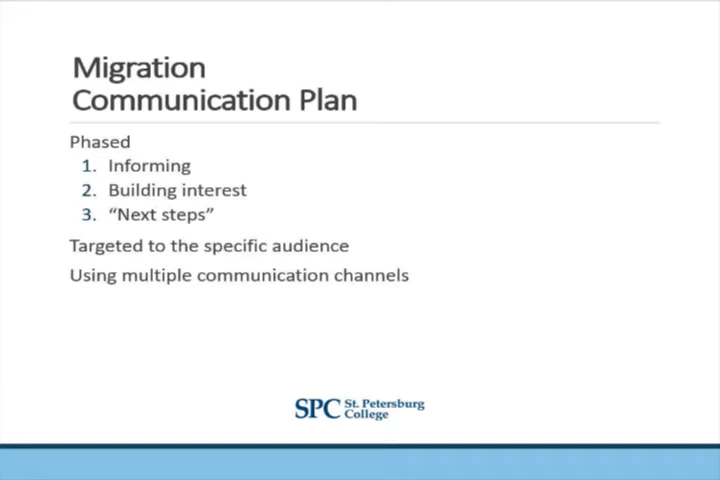 Migration
Communication Plan
Phased
1. Informing
2. Building interest
3. “Next steps”
Targeted to the specific audience
Using multiple communication channels
SPC St. Petersburg
College